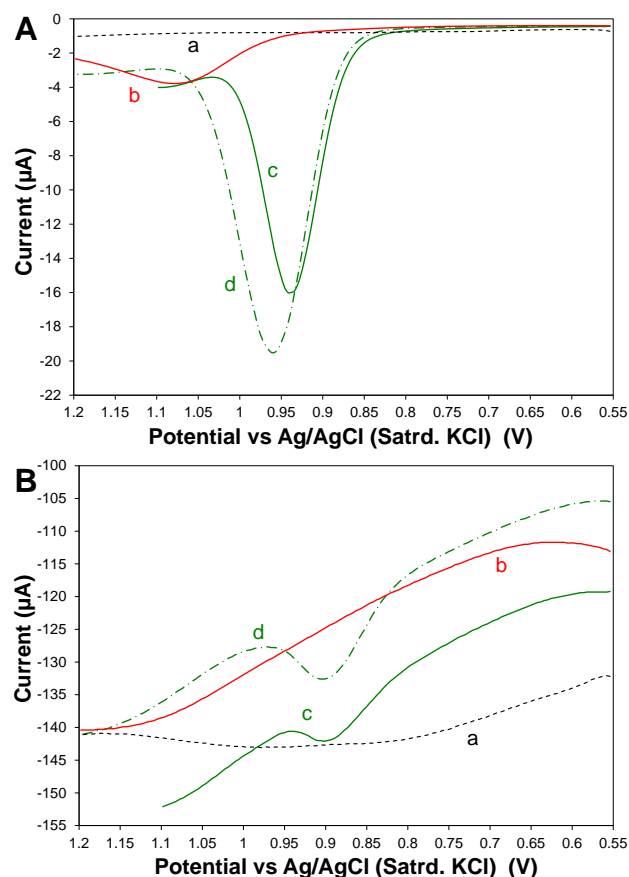 A
0
-2
-4
-6
-8
-10
-12
-14
-16
-18
-20
-22
Current (µA)
a
b
c
d
1.2 1.15 1.1 1.05 1 0.95 0.9 0.85 0.8 0.75 0.7 0.65 0.6 0.55
Potential vs Ag/AgCl (Satrd. KCl) (V)
B
-100
-105
-110
-115
-120
-125
-130
-135
-140
-145
-150
-155
Current (µA)
b
d
c
a
1.2 1.15 1.1 1.05 1 0.95 0.9 0.85 0.8 0.75 0.7 0.65 0.6 0.55
Potential vs Ag/AgCl (Satrd. KCl) (V)